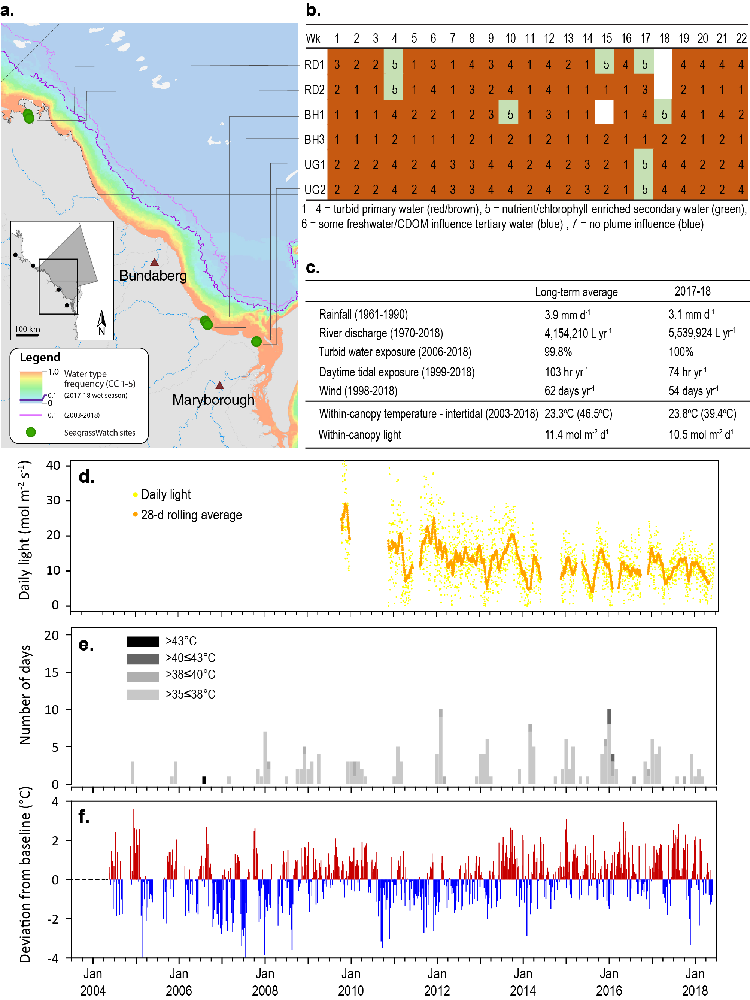 a.
Bundaberg
Maryborough
100 km
N
Legend
1.0
Water type
frequency (CC 1-5)
0.1
(2017-18 wet season)
0
0.1
(2003-2018)
SeagrassWatch sites
b.
Wk 1 2 3 4 5 6 7 8 9 10 11 12 13 14 15 16 17 18 19 20 21 22
RD1 3 2 2 5 1 3 1 4 3 4 1 4 2 1 5 4 5 4 4 4 4
RD2 2 1 1 5 1 4 1 3 2 4 1 4 1 1 1 1 3 2 1 1 1
BH1 1 1 1 4 2 2 1 2 3 5 1 3 1 1 1 4 5 4 1 4 2
BH3 1 1 1 2 1 1 1 2 1 2 1 2 1 1 2 1 1 2 2 1 2 1
UG1 2 2 2 4 2 4 3 3 4 4 2 4 2 3 2 1 5 4 4 2 2 4
UG2 2 2 2 4 2 4 3 3 4 4 2 4 2 3 2 1 5 4 4 2 2 4
1 - 4 = turbid primary water (red/brown), 5 = nutrient/chlorophyll-enriched secondary water (green),
6 = some freshwater/CDOM influence tertiary water (blue) , 7 = no plume influence (blue)
c.
Long-term average 2017-18
Rainfall (1961-1990) 3.9 mm d-1 3.1 mm d-1
River discharge (1970-2018) 4,154,210 L yr-1 5,539,924 L yr-1
Turbid water exposure (2006-2018) 99.8% 100%
Daytime tidal exposure (1999-2018) 103 hr yr-1 74 hr yr-1
Wind (1998-2018) 62 days yr-1 54 days yr-1
Within-canopy temperature - intertidal (2003-2018) 23.3ºC (46.5ºC) 23.8ºC (39.4ºC)
Within-canopy light 11.4 mol m-2 d1 10.5 mol m-2 d1
d.
Daily light (mol m-2 s-1)
40
30
20
10
0
Daily light
28-d rolling average
e.
Number of days
20
15
10
5
0
>43°C
>40≤43°C
>38≤40°C
>35≤38°C
f.
Deviation from baseline (°C)
4
2
0
-2
-4
Jan Jan Jan Jan Jan Jan Jan Jan
2004 2006 2008 2010 2012 2014 2016 2018